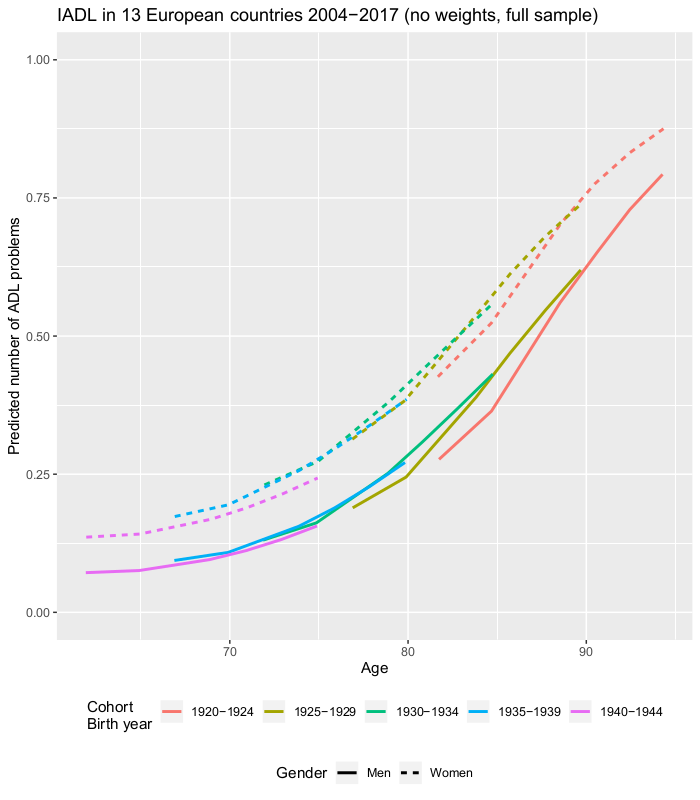 IADL in 13 European countries 2004−2017 (no weights, full sample)
1.00
0.75
0.50
0.25
0.00
Predicted number of ADL problems
70 80 90
Age
Cohort
Birth year
1920−1924 1925−1929 1930−1934 1935−1939 1940−1944
Gender Men Women